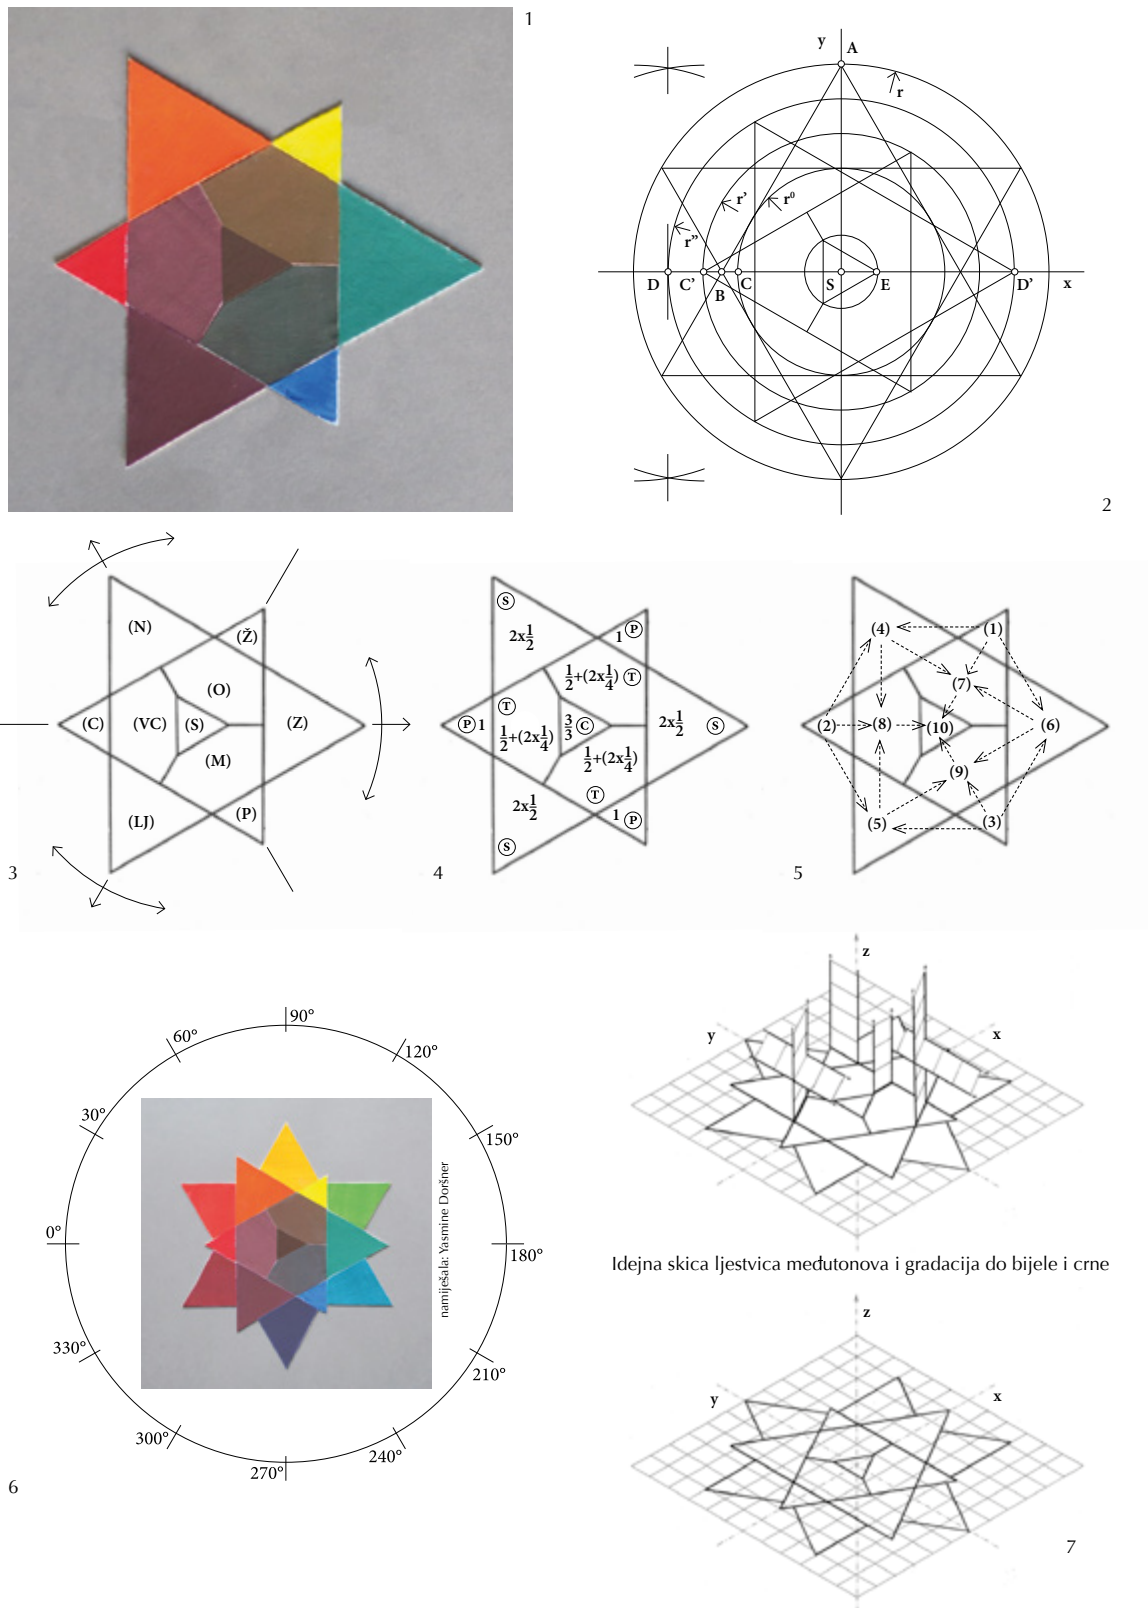 1
y
A
r
r'
r⁰
r"
D
C'
B
C
S
E
D'
x
2
(N)
(Ž)
(O)
(C)
(VC)
(S)
(Z)
(M)
(LJ)
(P)
3
S
2x1/2
1 P
1/2+(2x1/4) T
T
P 1
1/2+(2x1/4)
3/3 C
2x1/2
S
1/2+(2x1/4)
T
2x1/2
1 P
S
4
(4)
(1)
(7)
(2)
(8)
(10)
(6)
(9)
(5)
(3)
5
90°
60°
120°
30°
150°
0°
180°
330°
210°
300°
240°
270°
namiješala: Yasmine Doršner
6
z
y
x
Idejna skica ljestvica međutonova i gradacija do bijele i crne
z
y
x
7